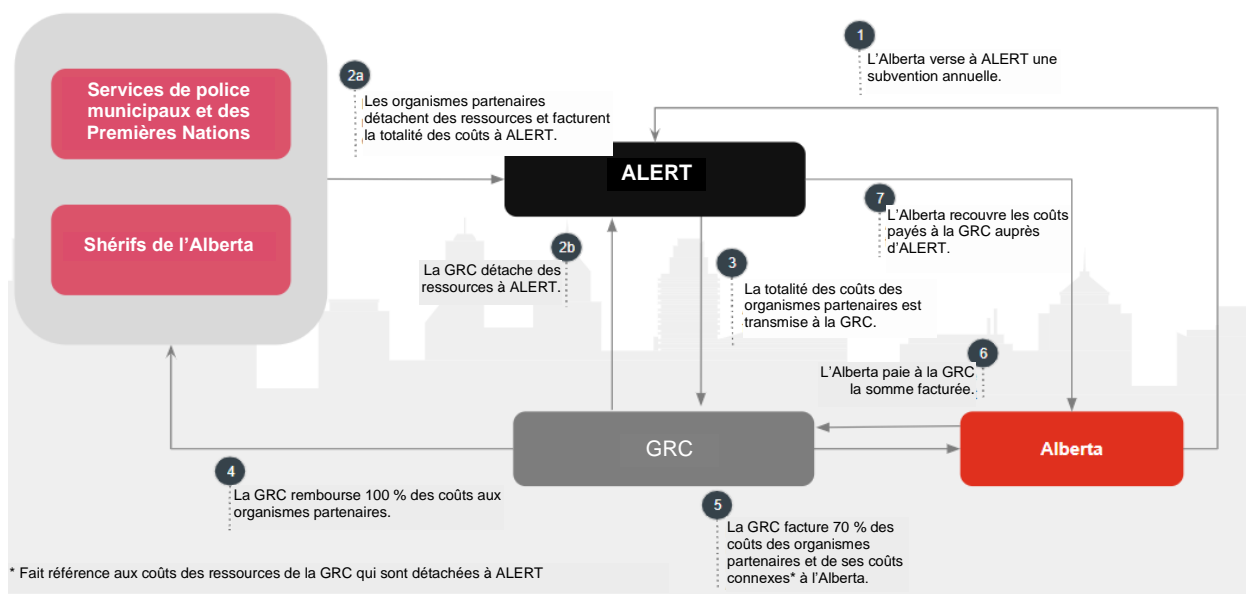 1
L’Alberta verse à ALERT une
subvention annuelle.
Services de police
municipaux et des
Premières Nations
2a
Les organismes partenaires
détachent des ressources et facturent
la totalité des coûts à ALERT.
ALERT
Shérifs de l’Alberta
2b
La GRC détache des
ressources à ALERT.
3
La totalité des coûts des
organismes partenaires est
transmise à la GRC.
7
L’Alberta recouvre les coûts
payés à la GRC auprès
d’ALERT.
6
L’Alberta paie à la GRC
la somme facturée.
GRC
Alberta
4
La GRC rembourse 100 % des coûts aux
organismes partenaires.
5
La GRC facture 70 % des
coûts des organismes
partenaires et de ses coûts
connexes* à l’Alberta.
* Fait référence aux coûts des ressources de la GRC qui sont détachées à ALERT